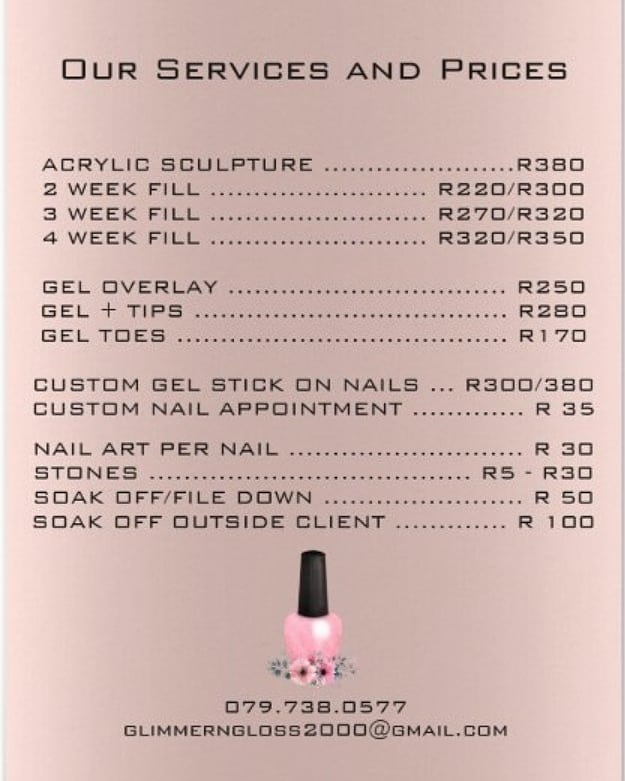 Our Services and Prices
ACRYLIC SCULPTURE ......................R380
2 WEEK FILL ......................... R220/R300
3 WEEK FILL ......................... R270/R320
4 WEEK FILL ......................... R320/R350
GEL OVERLAY ................................ R250
GEL + TIPS .................................... R280
GEL TOES ...................................... R170
CUSTOM GEL STICK ON NAILS ... R300/380
CUSTOM NAIL APPOINTMENT ............. R 35
NAIL ART PER NAIL ............................ R 30
STONES ..................................... R5 - R30
SOAK OFF/FILE DOWN ....................... R 50
SOAK OFF OUTSIDE CLIENT ............. R 100
079.738.0577
GLIMMERNGLOSS2000@GMAIL.COM